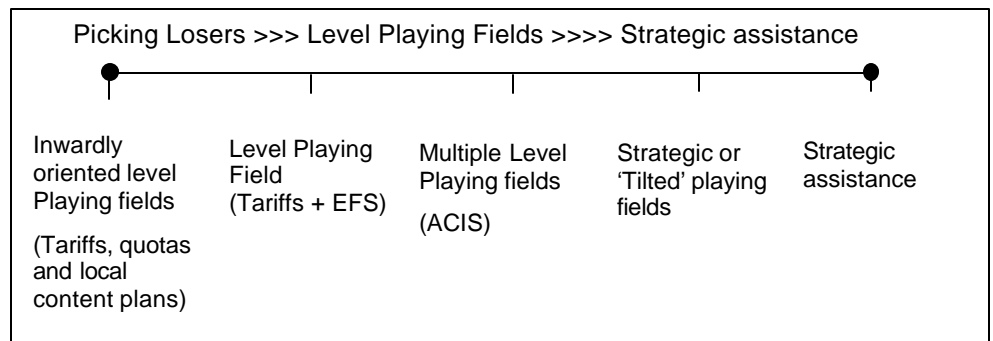 Picking Losers >>> Level Playing Fields >>>> Strategic assistance
Inwardly
oriented level
Playing fields
(Tariffs, quotas
and local
content plans)
Level Playing
Field
(Tariffs + EFS)
Multiple Level
Playing fields
(ACIS)
Strategic or
‘Tilted’ playing
fields
Strategic
assistance